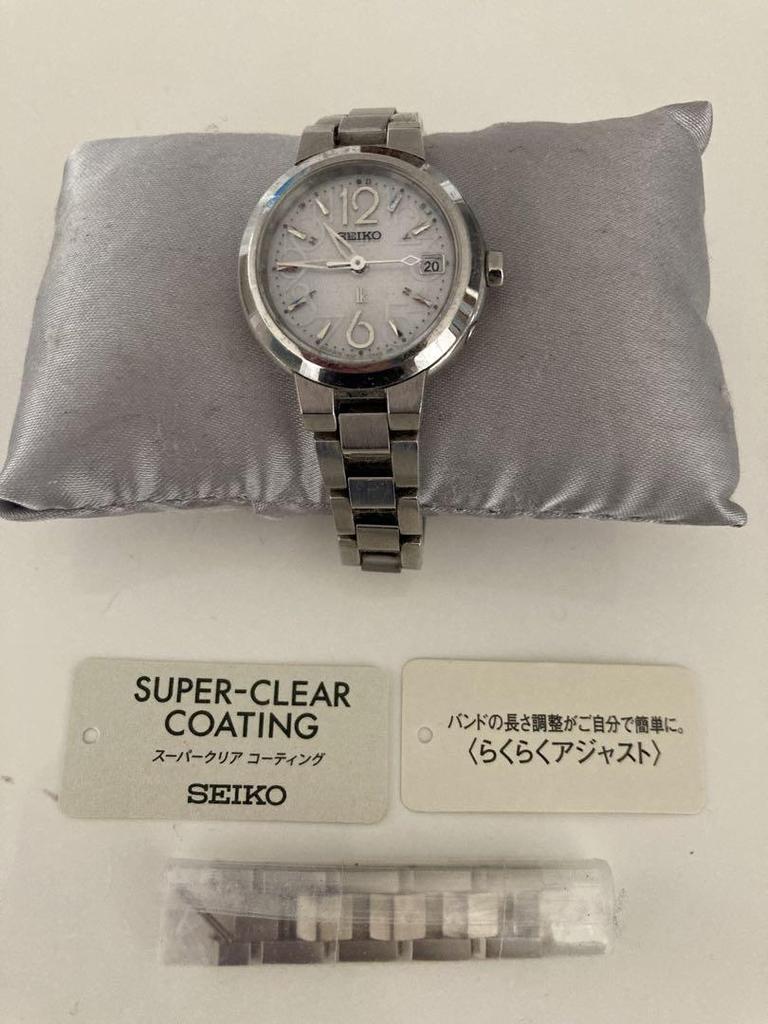 12
SEIKO
20
lk
6
SUPER-CLEAR
COATING
スーパークリア コーティング
SEIKO
バンドの長さ調整がご自分で簡単に。
〈らくらくアジャスト〉